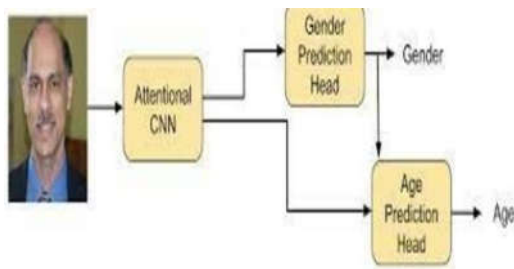 Gender
Prediction
Head
Gender
Attentional
CNN
Age
Prediction
Head
Age